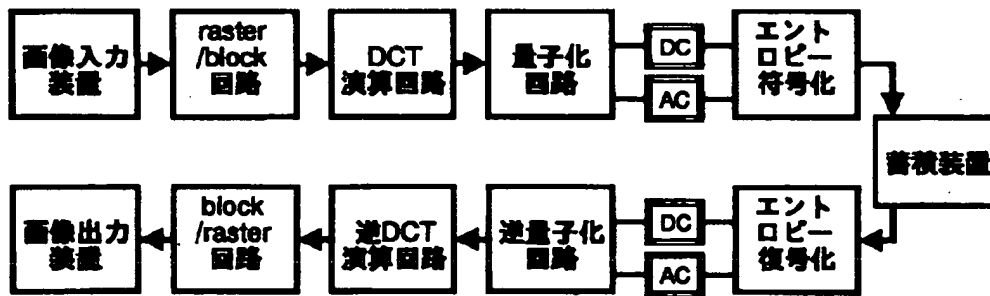 画像入力
装置
raster
/block
回路
DCT
演算回路
量子化
回路
DC
AC
エント
ロピー
符号化
蓄積装置
画像出力
装置
block
/raster
回路
逆DCT
演算回路
逆量子化
回路
DC
AC
エント
ロピー
復号化